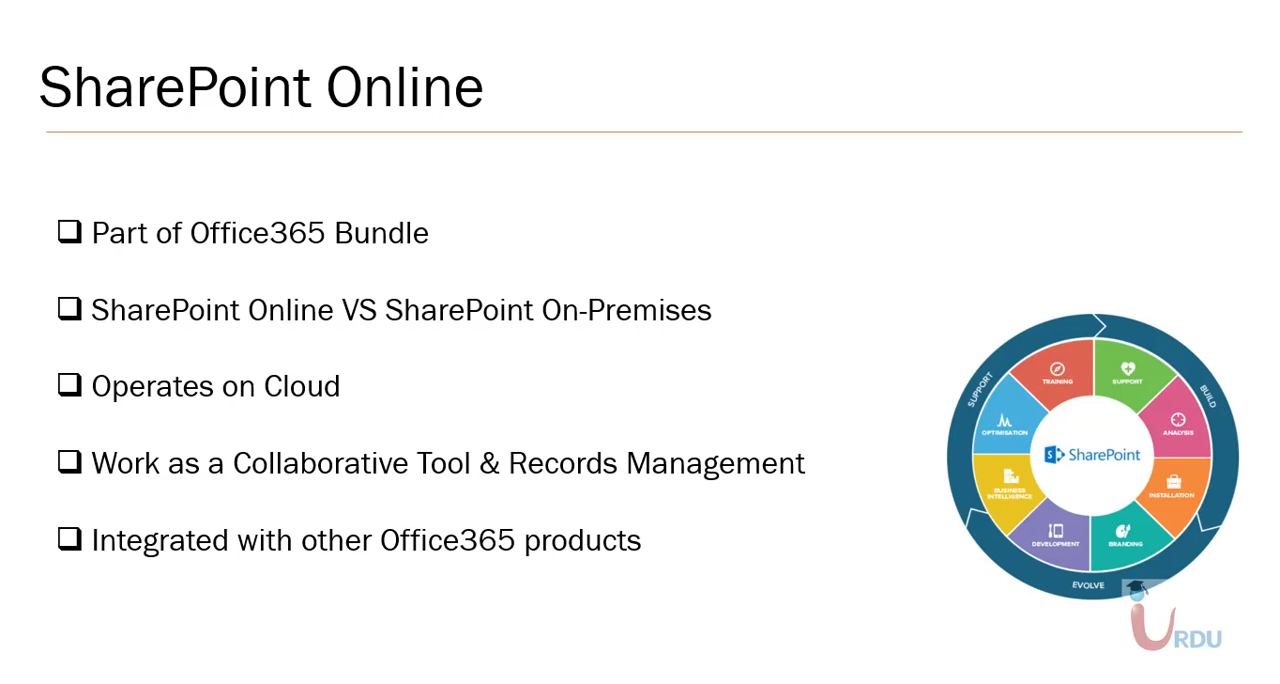 SharePoint Online
Part of Office365 Bundle
SharePoint Online VS SharePoint On-Premises
Operates on Cloud
Work as a Collaborative Tool & Records Management
Integrated with other Office365 products
SUPPORT
BUILD
EVOLVE
TRAINING
SUPPORT
OPTIMISATION
ANALYSIS
S SharePoint
BUSINESS
INTELLIGENCE
INSTALLATION
DEVELOPMENT
BRANDING
iURDU